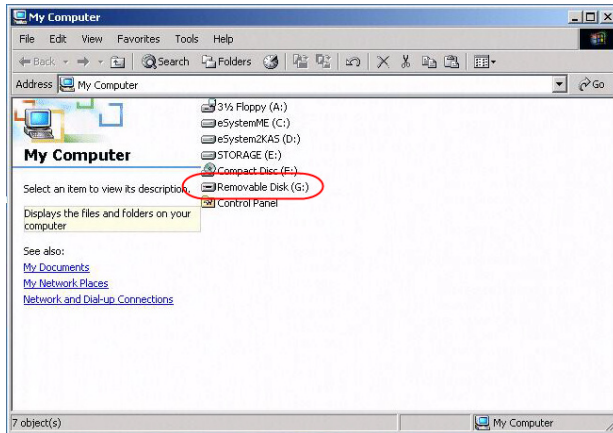 My Computer
File Edit View Favorites Tools Help
Back Search Folders
Address My Computer Go
3½ Floppy (A:)
eSystemME (C:)
eSystem2KAS (D:)
STORAGE (E:)
Compact Disc (F:)
Removable Disk (G:)
Control Panel
My Computer
Select an item to view its description.
Displays the files and folders on your
computer
See also:
My Documents
My Network Places
Network and Dial-up Connections
7 object(s) My Computer